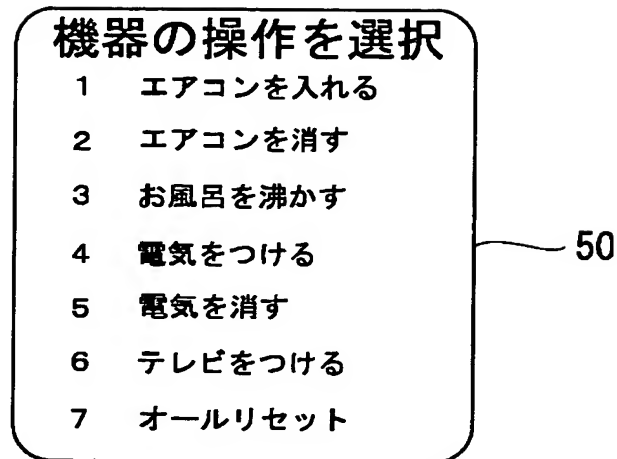 機器の操作を選択
1 エアコンを入れる
2 エアコンを消す
3 お風呂を沸かす
4 電気をつける
50
5 電気を消す
6 テレビをつける
7 オールリセット